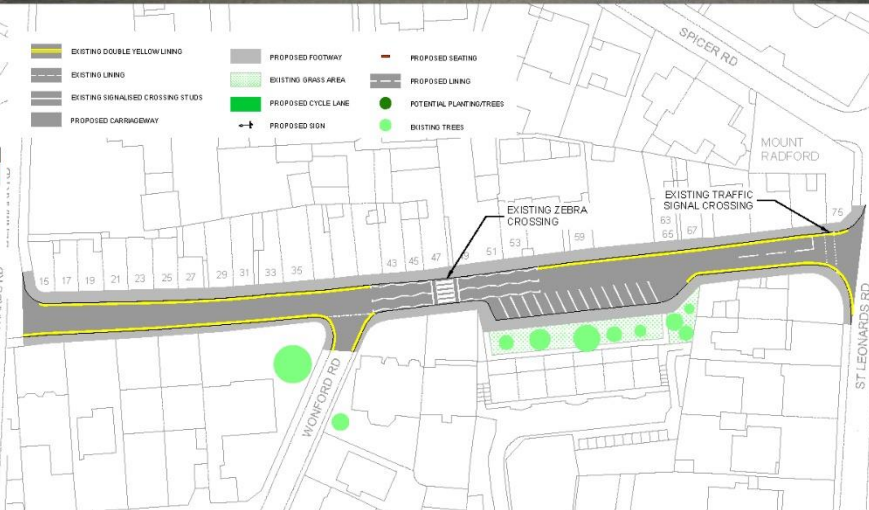 EXISTING DOUBLE YELLOW LINING
EXISTING LINING
EXISTING SIGNALISED CROSSING STUDS
PROPOSED CARRIAGEWAY
PROPOSED FOOTWAY
EXISTING GRASS AREA
PROPOSED CYCLE LANE
PROPOSED SIGN
PROPOSED SEATING
PROPOSED LINING
POTENTIAL PLANTING/TREES
EXISTING TREES
SPICER RD
MOUNT
RADFORD
EXISTING ZEBRA
CROSSING
EXISTING TRAFFIC
SIGNAL CROSSING
15
17
19
21
23
25
27
29
31
33
35
43
45
47
51
53
59
63
65
67
75
WONFORD RD
ST LEONARDS RD